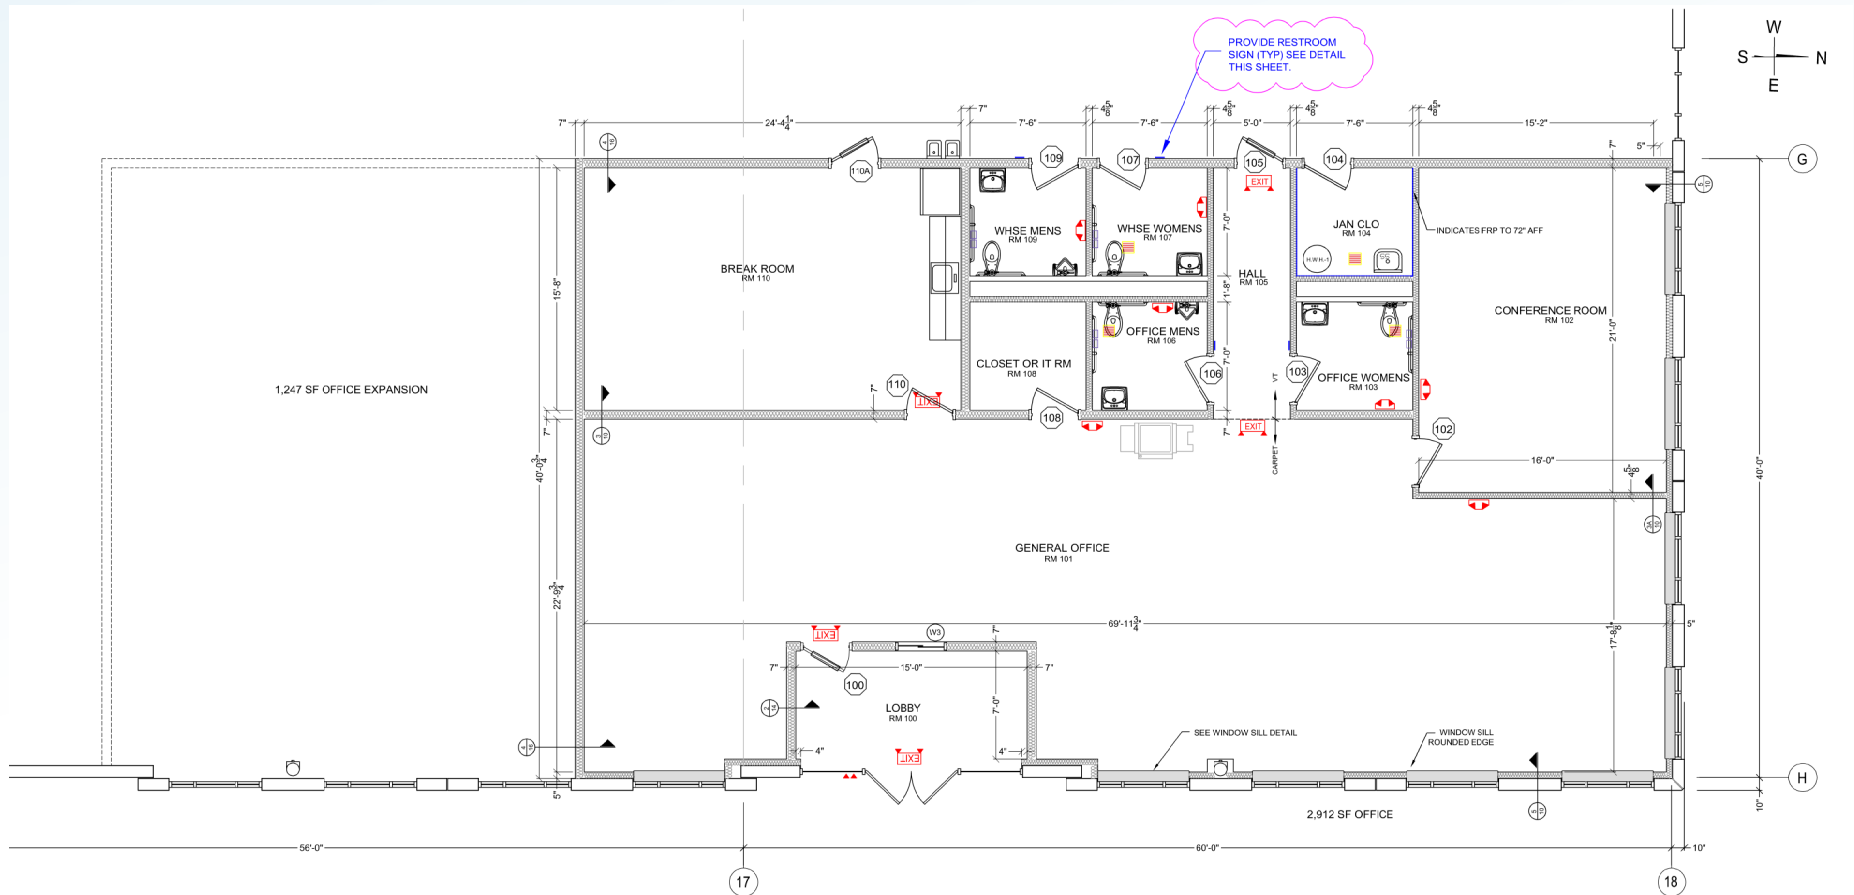 W
S
N
E
PROVIDE RESTROOM
SIGN (TYP) SEE DETAIL
THIS SHEET.
7"
24'-4 1/4"
7"
7'-6"
4 5/8"
7'-6"
4 5/8"
5'-0"
4 5/8"
7'-6"
4 5/8"
15'-2"
7"
5"
G
110A
109
107
105
104
EXIT
WHSE MENS
RM 109
WHSE WOMENS
RM 107
7'-0"
JAN CLO
RM 104
INDICATES FRP TO 72" AFF
H.W.H.-1
BREAK ROOM
RM 110
HALL
RM 105
15'-8"
1'-8"
CONFERENCE ROOM
RM 102
OFFICE MENS
RM 106
7'-0"
21'-0"
CLOSET OR IT RM
RM 108
106
103
VT
OFFICE WOMENS
RM 103
1,247 SF OFFICE EXPANSION
110
7"
EXIT
108
EXIT
7"
102
7"
CARPET
16'-0"
4 5/8"
40'-0 3/4"
40'-0"
GENERAL OFFICE
RM 101
22'-9 3/4"
69'-11 3/4"
5"
17'-8 1/8"
EXIT
W3
7"
7"
15'-0"
7"
100
LOBBY
RM 100
7'-0"
4"
4"
EXIT
SEE WINDOW SILL DETAIL
WINDOW SILL
ROUNDED EDGE
H
5"
10"
2,912 SF OFFICE
56'-0"
60'-0"
10"
17
18